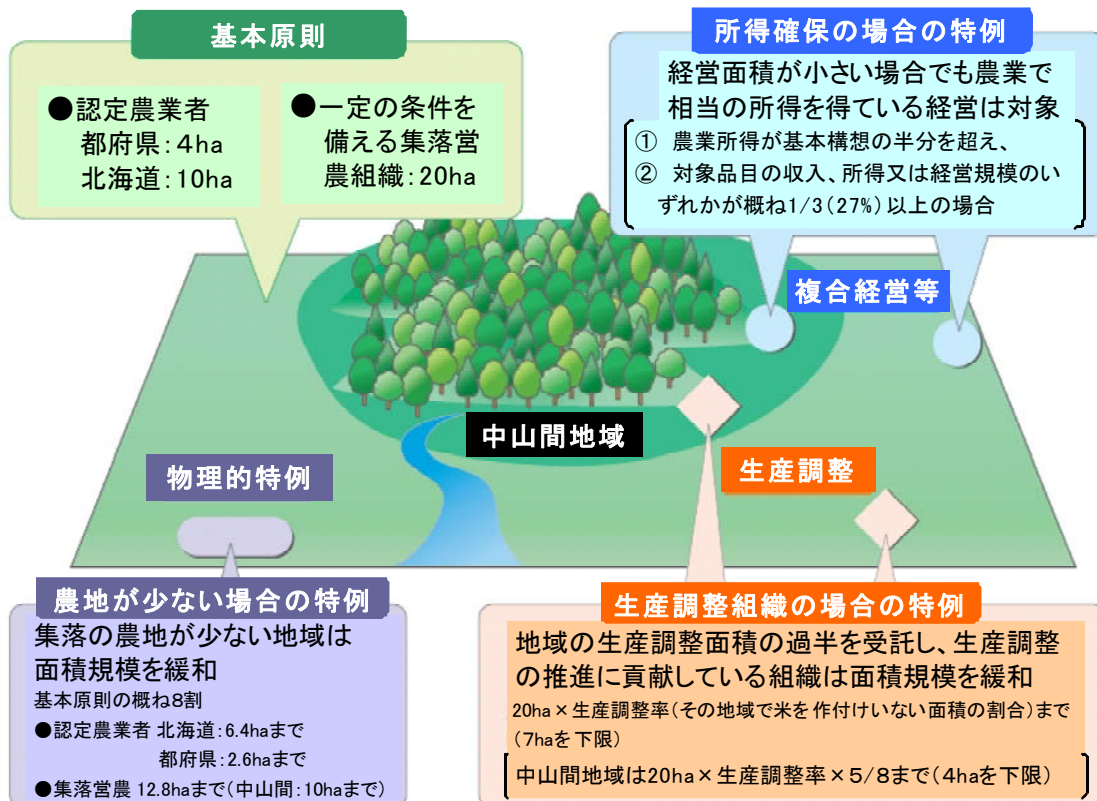 基本原則
●認定農業者
都府県：4ha
北海道：10ha
●一定の条件を
備える集落営
農組織：20ha
所得確保の場合の特例
経営面積が小さい場合でも農業で
相当の所得を得ている経営は対象
① 農業所得が基本構想の半分を超え、
② 対象品目の収入、所得又は経営規模のい
ずれかが概ね1/3（27%）以上の場合
複合経営等
中山間地域
物理的特例
生産調整
農地が少ない場合の特例
集落の農地が少ない地域は
面積規模を緩和
基本原則の概ね8割
●認定農業者 北海道：6.4haまで
都府県：2.6haまで
●集落営農 12.8haまで（中山間：10haまで）
生産調整組織の場合の特例
地域の生産調整面積の過半を受託し、生産調整
の推進に貢献している組織は面積規模を緩和
20ha×生産調整率（その地域で米を作付けいない面積の割合）まで
（7haを下限）
中山間地域は20ha×生産調整率×5/8まで（4haを下限）